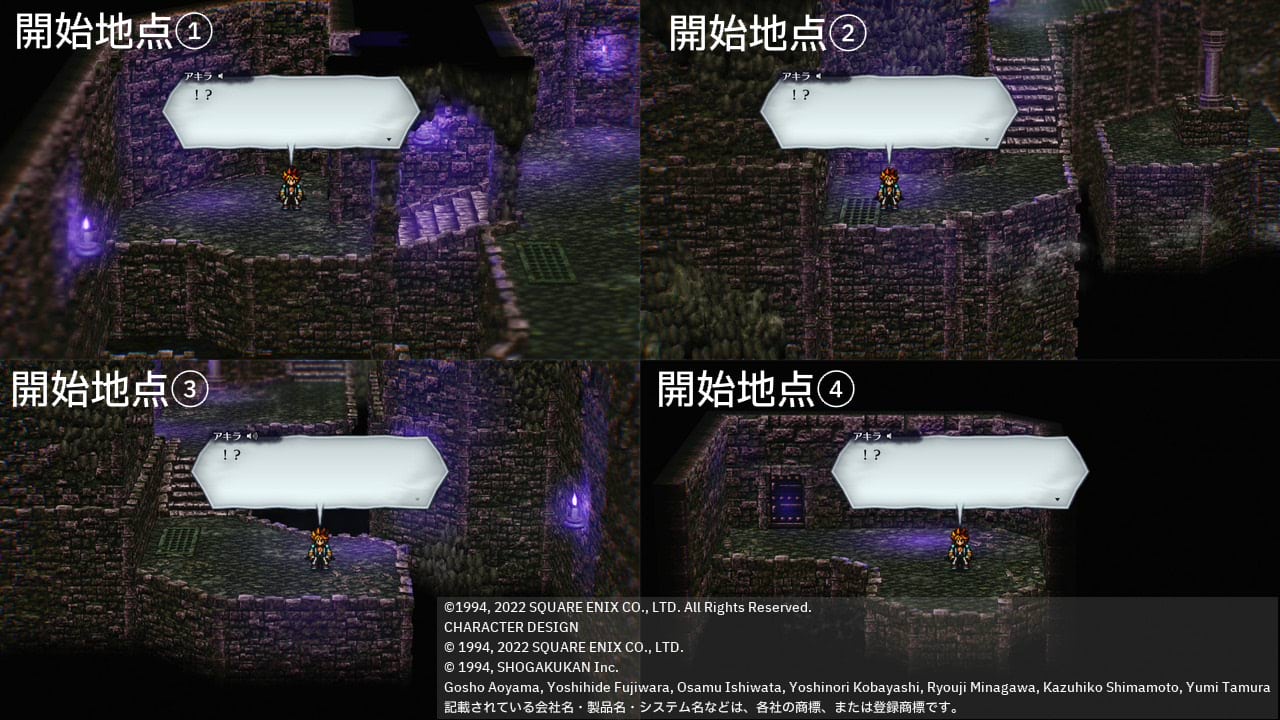 開始地点①
アキラ
！？
開始地点②
アキラ
！？
開始地点③
アキラ
！？
開始地点④
アキラ
！？
©1994, 2022 SQUARE ENIX CO., LTD. All Rights Reserved.
CHARACTER DESIGN
© 1994, 2022 SQUARE ENIX CO., LTD.
© 1994, SHOGAKUKAN Inc.
Gosho Aoyama, Yoshihide Fujiwara, Osamu Ishiwata, Yoshinori Kobayashi, Ryouji Minagawa, Kazuhiko Shimamoto, Yumi Tamura
記載されている会社名・製品名・システム名などは、各社の商標、または登録商標です。